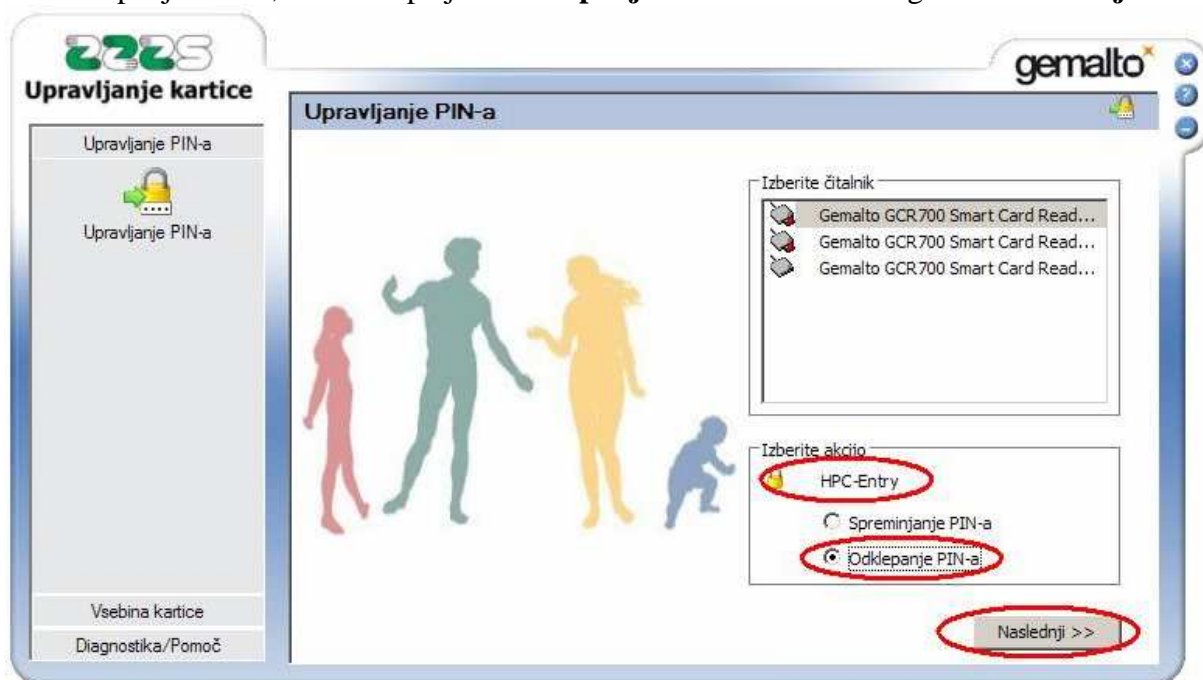 ZZZS
Upravljanje kartice
gemalto
Upravljanje PIN-a
Upravljanje PIN-a
Upravljanje PIN-a
Izberite čitalnik
Gemalto GCR700 Smart Card Read...
Gemalto GCR700 Smart Card Read...
Gemalto GCR700 Smart Card Read...
Izberite akcijo
HPC-Entry
Spreminjanje PIN-a
Odklepanje PIN-a
Vsebina kartice
Diagnostika/Pomoč
Naslednji >>